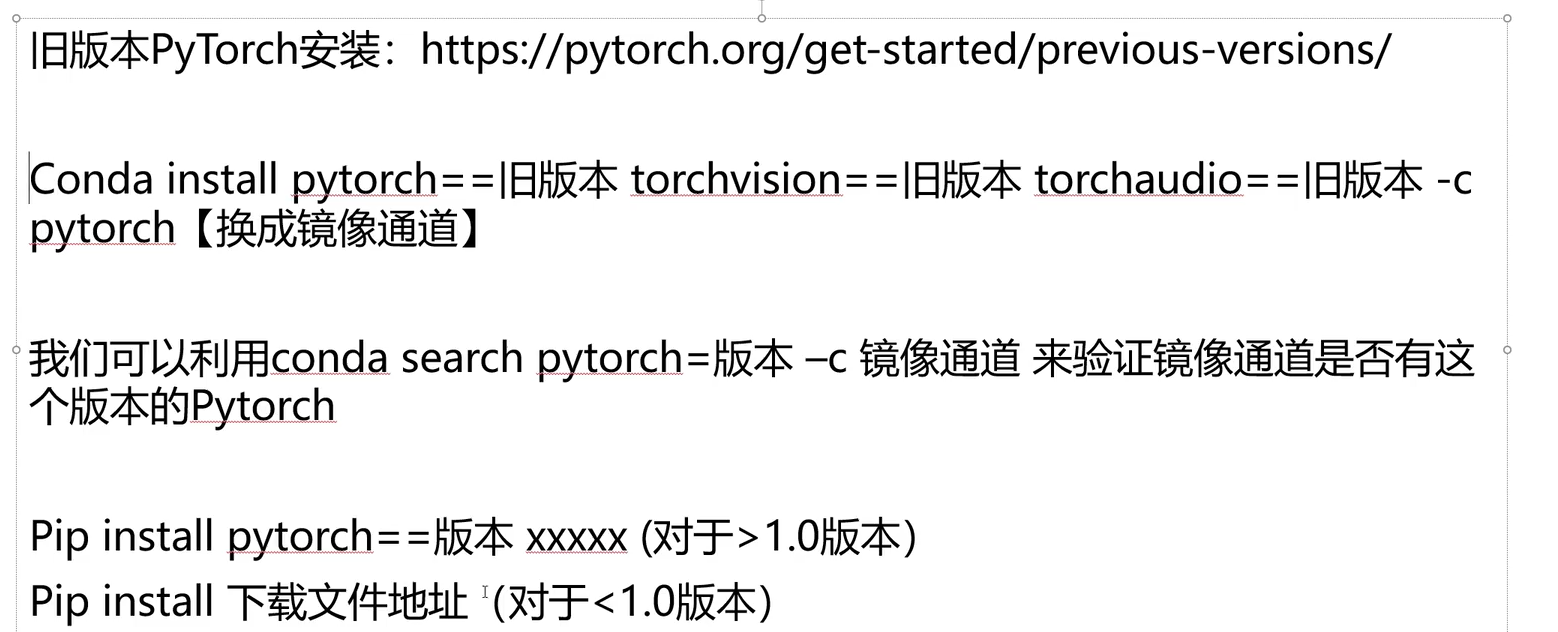 旧版本PyTorch安装：https://pytorch.org/get-started/previous-versions/
Conda install pytorch==旧版本 torchvision==旧版本 torchaudio==旧版本 -c
pytorch【换成镜像通道】
我们可以利用conda search pytorch=版本 –c 镜像通道 来验证镜像通道是否有这
个版本的Pytorch
Pip install pytorch==版本 xxxxx (对于>1.0版本）
Pip install 下载文件地址 （对于<1.0版本）